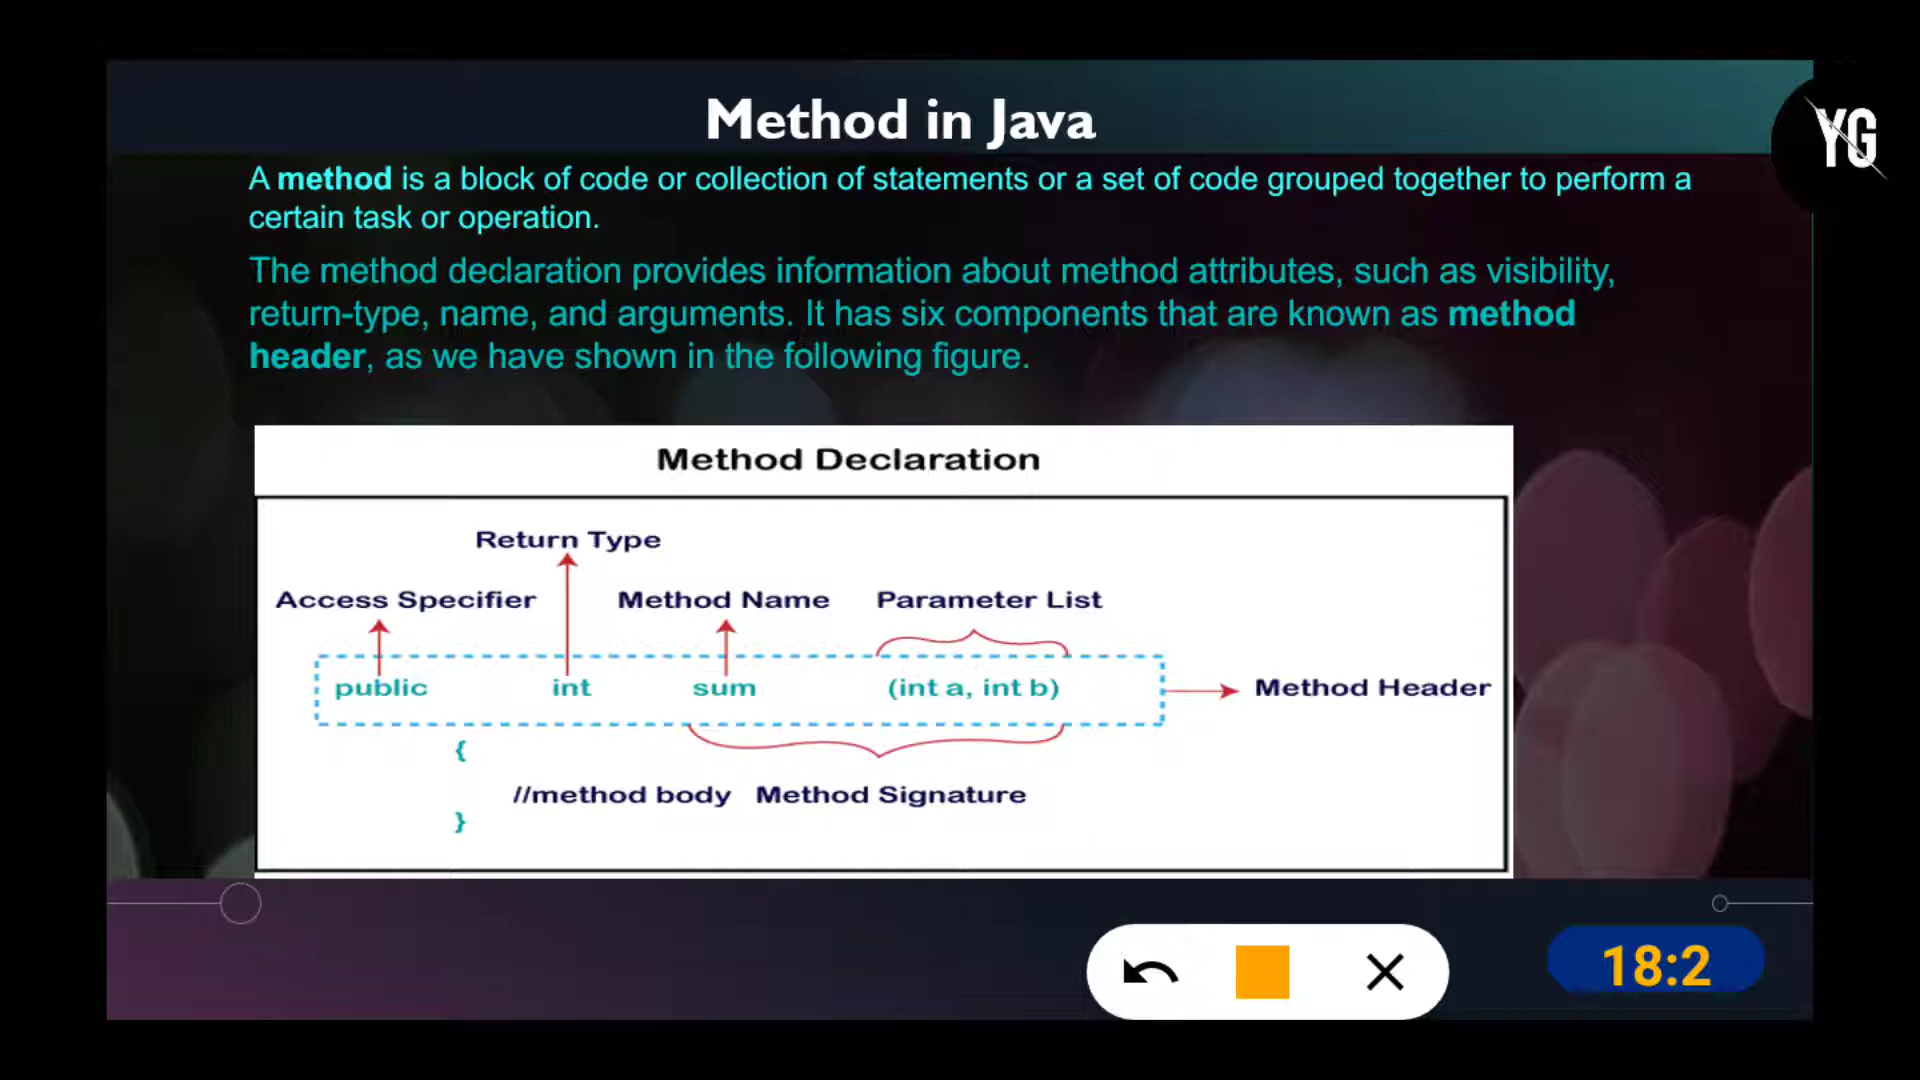 Method in Java
YG
A method is a block of code or collection of statements or a set of code grouped together to perform a
certain task or operation.
The method declaration provides information about method attributes, such as visibility,
return-type, name, and arguments. It has six components that are known as method
header, as we have shown in the following figure.
Method Declaration
Return Type
Access Specifier Method Name Parameter List
public int sum (int a, int b) Method Header
{
//method body Method Signature
}
18:2